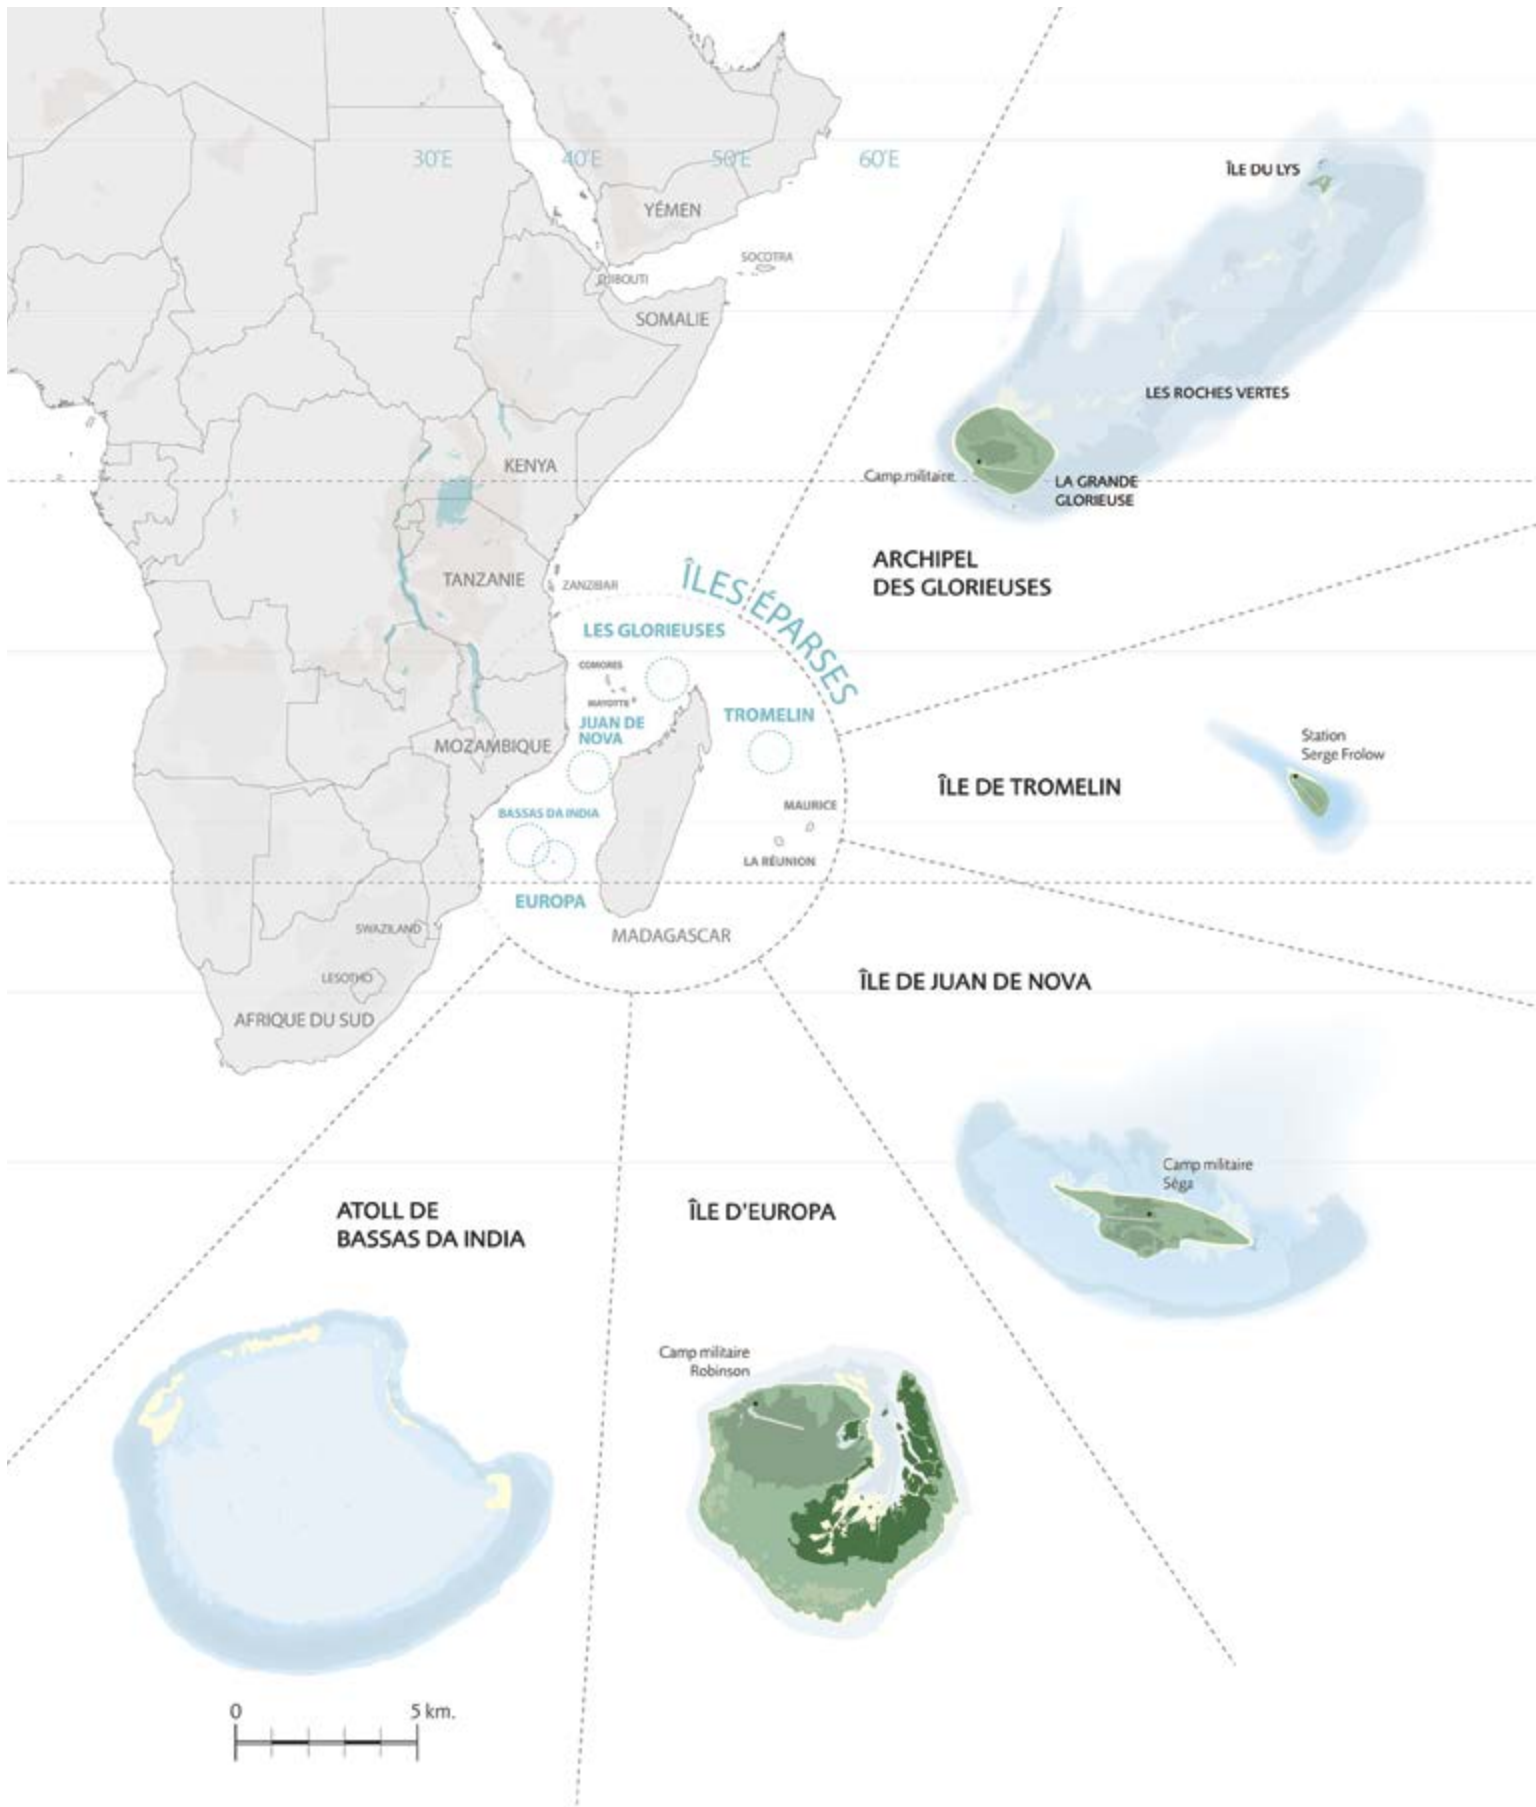 30°E
40°E
50°E
60°E
ÎLE DU LYS
YÉMEN
SOCOTRA
DJIBOUTI
SOMALIE
LES ROCHES VERTES
KENYA
Camp militaire
LA GRANDE
GLORIEUSE
ARCHIPEL
DES GLORIEUSES
TANZANIE
ZANZIBAR
ÎLES ÉPARSES
LES GLORIEUSES
COMORES
MAYOTTE
JUAN DE
NOVA
TROMELIN
MOZAMBIQUE
Station
Serge Frolow
ÎLE DE TROMELIN
BASSAS DA INDIA
MAURICE
LA RÉUNION
EUROPA
SWAZILAND
MADAGASCAR
LESOTHO
AFRIQUE DU SUD
ÎLE DE JUAN DE NOVA
Camp militaire
Séga
ATOLL DE
BASSAS DA INDIA
ÎLE D'EUROPA
Camp militaire
Robinson
0
5 km.